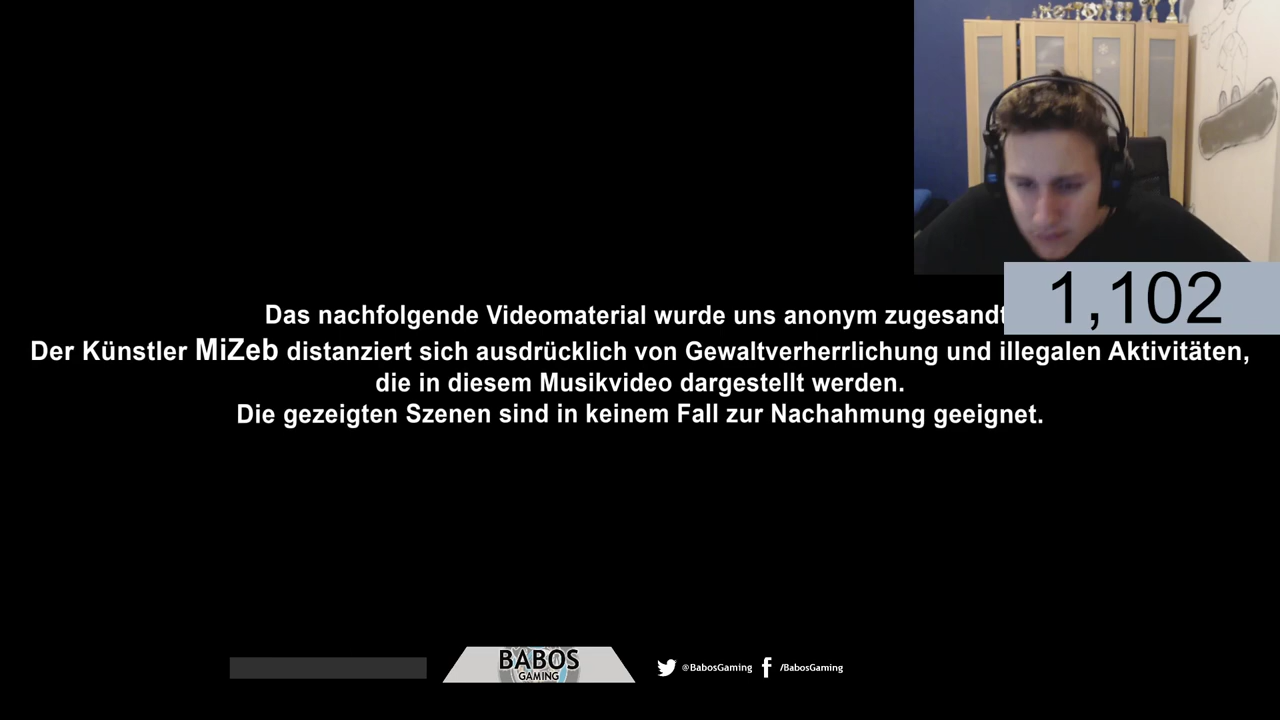 1,102
Das nachfolgende Videomaterial wurde uns anonym zugesandt
Der Künstler MiZeb distanziert sich ausdrücklich von Gewaltverherrlichung und illegalen Aktivitäten,
die in diesem Musikvideo dargestellt werden.
Die gezeigten Szenen sind in keinem Fall zur Nachahmung geeignet.
BABOS
GAMING
@BabosGaming
/BabosGaming